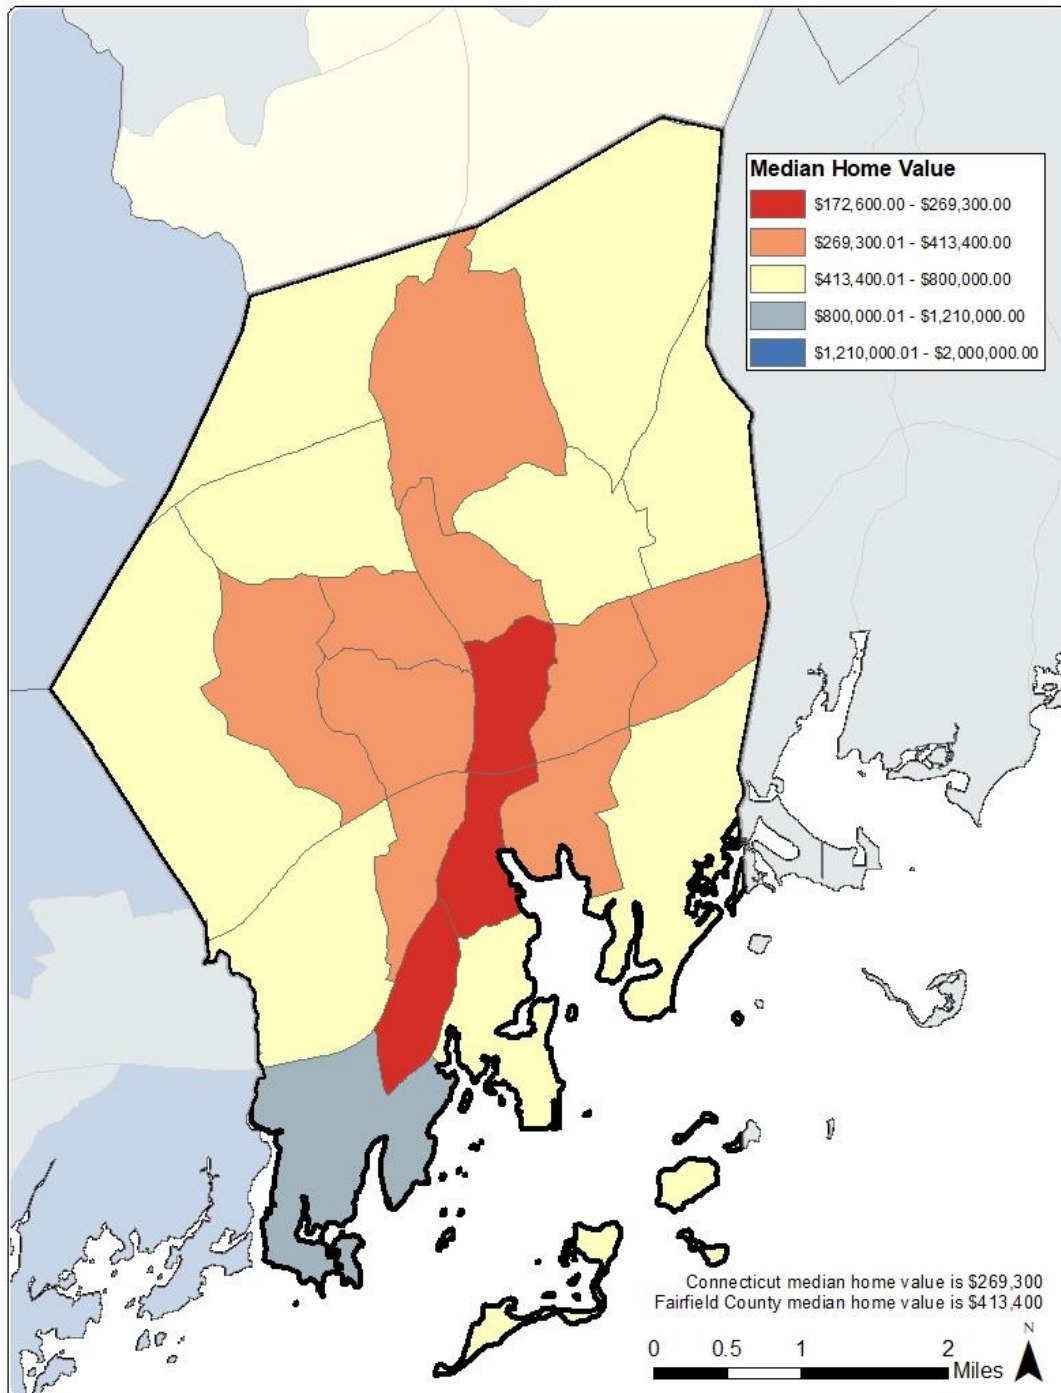 Median Home Value
$172,600.00 - $269,300.00
$269,300.01 - $413,400.00
$413,400.01 - $800,000.00
$800,000.01 - $1,210,000.00
$1,210,000.01 - $2,000,000.00
Connecticut median home value is $269,300
Fairfield County median home value is $413,400
N
0 0.5 1 2
Miles